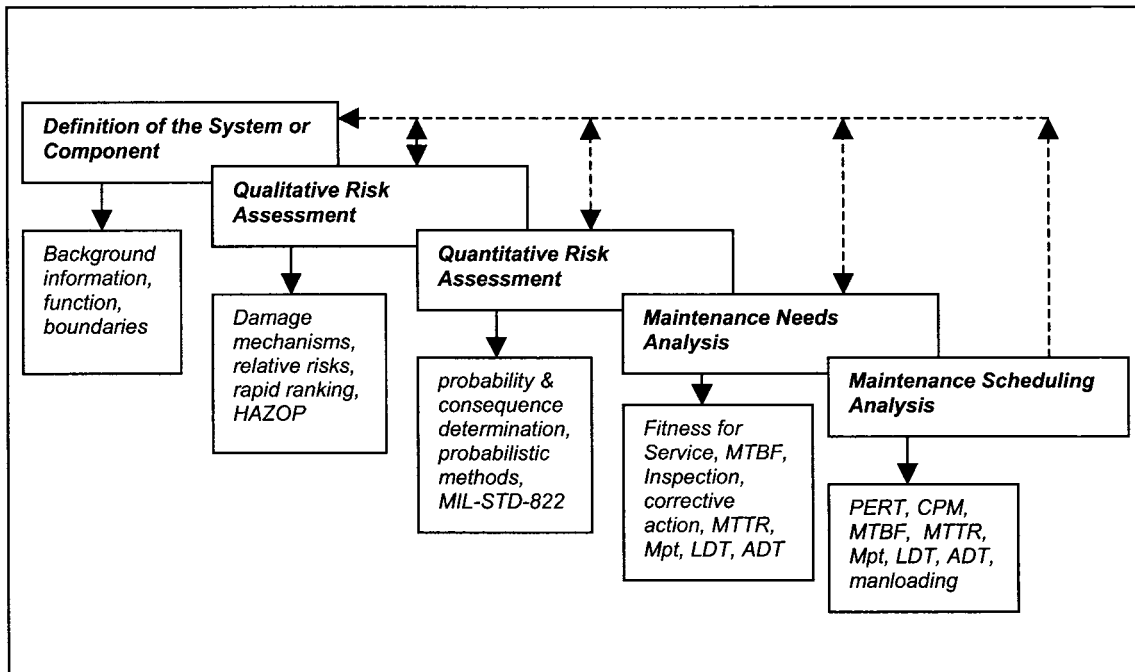 Definition of the System or
Component
Qualitative Risk
Assessment
Quantitative Risk
Assessment
Maintenance Needs
Analysis
Maintenance Scheduling
Analysis
Background
information,
function,
boundaries
Damage
mechanisms,
relative risks,
rapid ranking,
HAZOP
probability &
consequence
determination,
probabilistic
methods,
MIL-STD-822
Fitness for
Service, MTBF,
Inspection,
corrective
action, MTTR,
Mpt, LDT, ADT
PERT, CPM,
MTBF, MTTR,
Mpt, LDT, ADT,
manloading